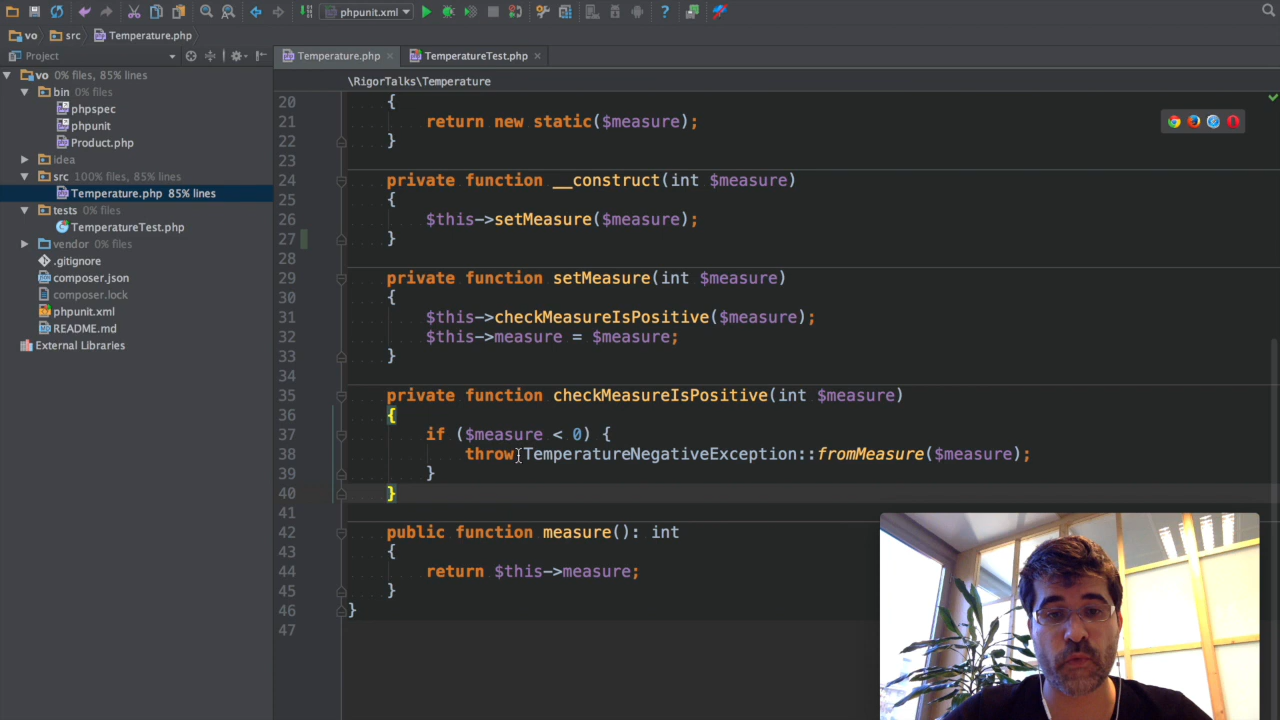 phpunit.xml
vo
src
Temperature.php
Project
Temperature.php
TemperatureTest.php
vo 0% files, 85% lines
bin 0% files
phpspec
phpunit
Product.php
idea
src 100% files, 85% lines
Temperature.php 85% lines
tests 0% files
TemperatureTest.php
vendor 0% files
.gitignore
composer.json
composer.lock
phpunit.xml
README.md
External Libraries
\RigorTalks\Temperature
20 {
21 return new static($measure);
22 }
23
24 private function __construct(int $measure)
25 {
26 $this->setMeasure($measure);
27 }
28
29 private function setMeasure(int $measure)
30 {
31 $this->checkMeasureIsPositive($measure);
32 $this->measure = $measure;
33 }
34
35 private function checkMeasureIsPositive(int $measure)
36 {
37 if ($measure < 0) {
38 throw TemperatureNegativeException::fromMeasure($measure);
39 }
40 }
41
42 public function measure(): int
43 {
44 return $this->measure;
45 }
46 }
47